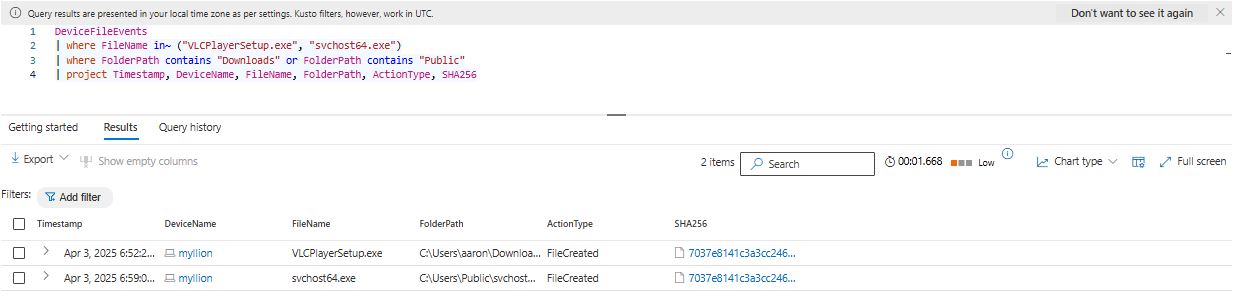 Query results are presented in your local time zone as per settings. Kusto filters, however, work in UTC. Don't want to see it again
1 DeviceFileEvents
2 | where FileName in~ ("VLCPlayerSetup.exe", "svchost64.exe")
3 | where FolderPath contains "Downloads" or FolderPath contains "Public"
4 | project Timestamp, DeviceName, FileName, FolderPath, ActionType, SHA256
Getting started Results Query history
Export Show empty columns 2 items Search 00:01.668 Low Chart type Full screen
Filters: Add filter
Timestamp DeviceName FileName FolderPath ActionType SHA256
Apr 3, 2025 6:52:2... myllion VLCPlayerSetup.exe C:\Users\aaron\Downloa... FileCreated 7037e8141c3a3cc246...
Apr 3, 2025 6:59:0... myllion svchost64.exe C:\Users\Public\svchost... FileCreated 7037e8141c3a3cc246...